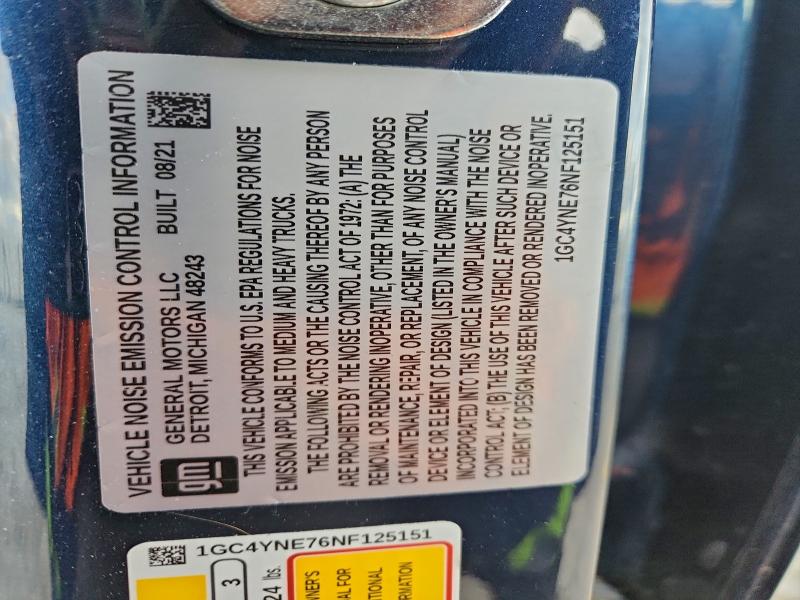 VEHICLE NOISE EMISSION CONTROL INFORMATION
gm
GENERAL MOTORS LLC BUILT 08/21
DETROIT, MICHIGAN 48243
THIS VEHICLE CONFORMS TO U.S. EPA REGULATIONS FOR NOISE
EMISSION APPLICABLE TO MEDIUM AND HEAVY TRUCKS.
THE FOLLOWING ACTS OR THE CAUSING THEREOF BY ANY PERSON
ARE PROHIBITED BY THE NOISE CONTROL ACT OF 1972: (A) THE
REMOVAL OR RENDERING INOPERATIVE, OTHER THAN FOR PURPOSES
OF MAINTENANCE, REPAIR, OR REPLACEMENT, OF ANY NOISE CONTROL
DEVICE OR ELEMENT OF DESIGN (LISTED IN THE OWNER'S MANUAL)
INCORPORATED INTO THIS VEHICLE IN COMPLIANCE WITH THE NOISE
CONTROL ACT; (B) THE USE OF THIS VEHICLE AFTER SUCH DEVICE OR
ELEMENT OF DESIGN HAS BEEN REMOVED OR RENDERED INOPERATIVE.
1GC4YNE76NF125151
1GC4YNE76NF125151
3
24 lbs.
NER'S
AL FOR
TIONAL
RMATION